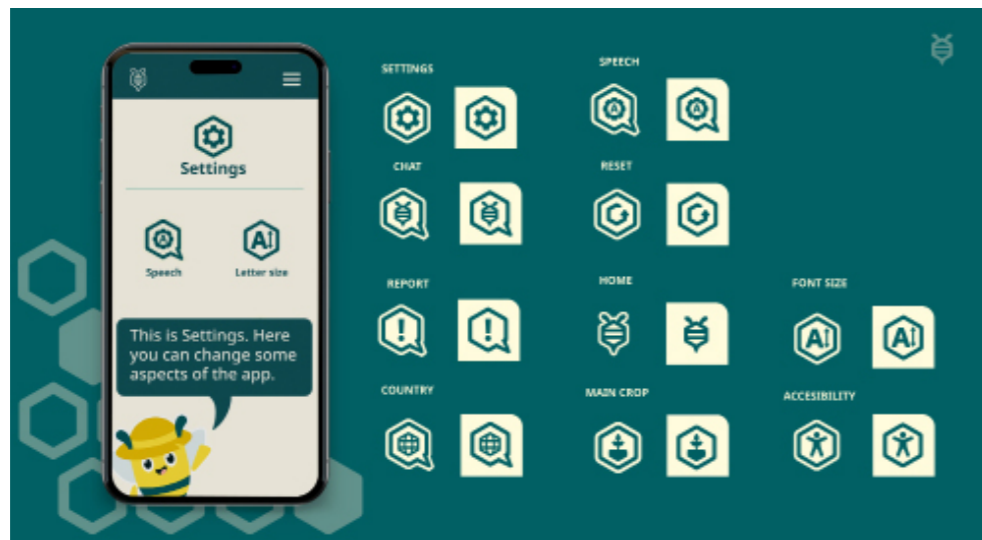 Settings
Speech
Letter size
This is Settings. Here
you can change some
aspects of the app.
SETTINGS
SPEECH
A
A
CHAT
RESET
REPORT
!
!
HOME
FONT SIZE
A
A
COUNTRY
MAIN CROP
ACCESIBILITY